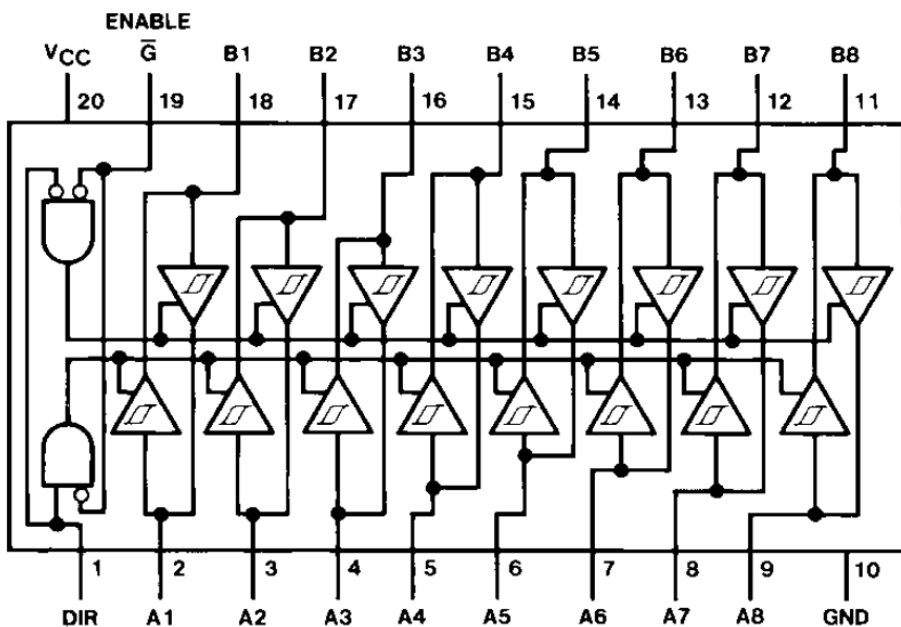 ENABLE
VCC G̅ B1 B2 B3 B4 B5 B6 B7 B8
20 19 18 17 16 15 14 13 12 11
1 2 3 4 5 6 7 8 9 10
DIR A1 A2 A3 A4 A5 A6 A7 A8 GND